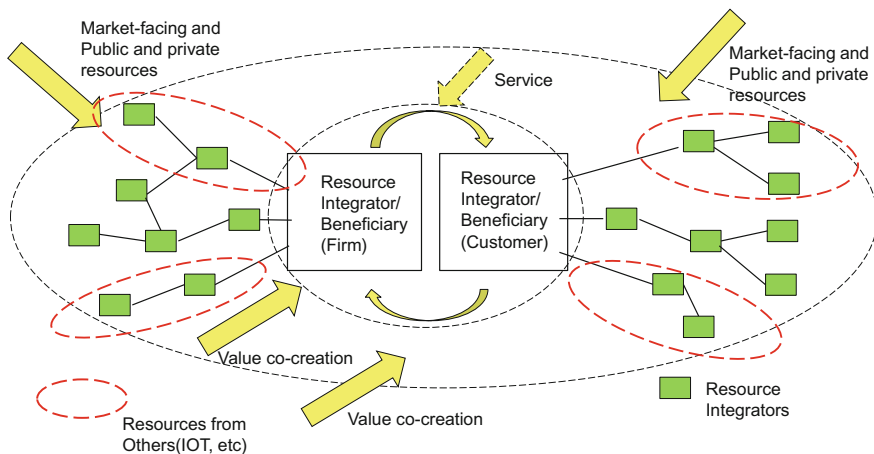 Market-facing and
Public and private
resources
Service
Market-facing and
Public and private
resources
Resource
Integrator/
Beneficiary
(Firm)
Resource
Integrator/
Beneficiary
(Customer)
Value co-creation
Value co-creation
Resources from
Others(IOT, etc)
Resource
Integrators